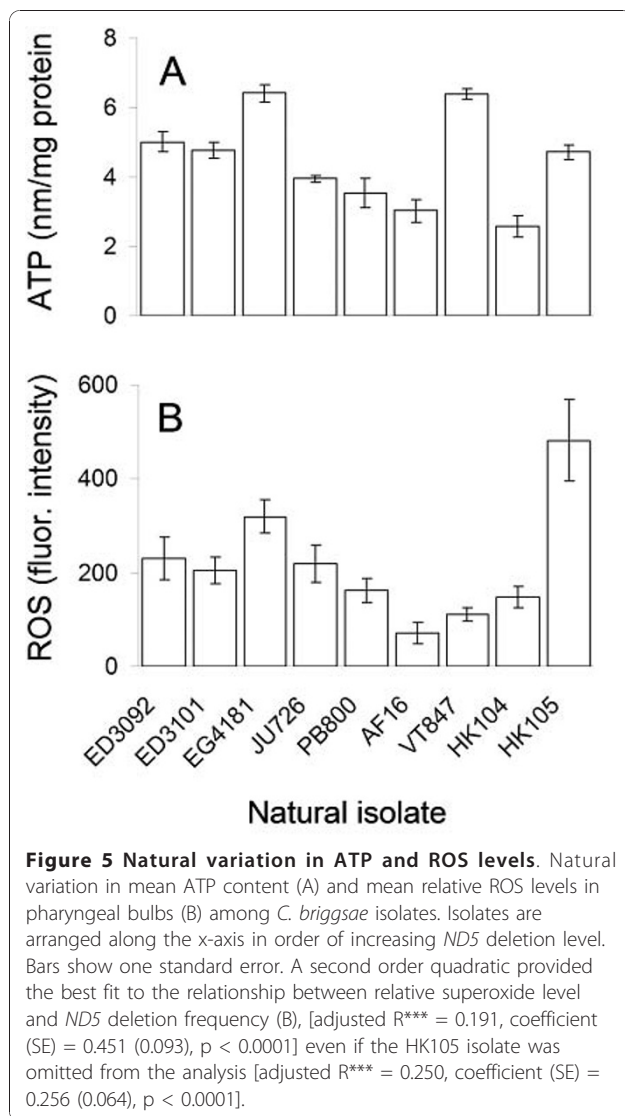 8
A
6
4
2
0
ATP (nm/mg protein
600
B
400
200
0
ROS (fluor. intensity)
ED3092
ED3101
EG4181
JU726
PB800
AF16
VT847
HK104
HK105
Natural isolate
Figure 5 Natural variation in ATP and ROS levels. Natural
variation in mean ATP content (A) and mean relative ROS levels in
pharyngeal bulbs (B) among C. briggsae isolates. Isolates are
arranged along the x-axis in order of increasing ND5 deletion level.
Bars show one standard error. A second order quadratic provided
the best fit to the relationship between relative superoxide level
and ND5 deletion frequency (B), [adjusted R*** = 0.191, coefficient
(SE) = 0.451 (0.093), p < 0.0001] even if the HK105 isolate was
omitted from the analysis [adjusted R*** = 0.250, coefficient (SE) =
0.256 (0.064), p < 0.0001].